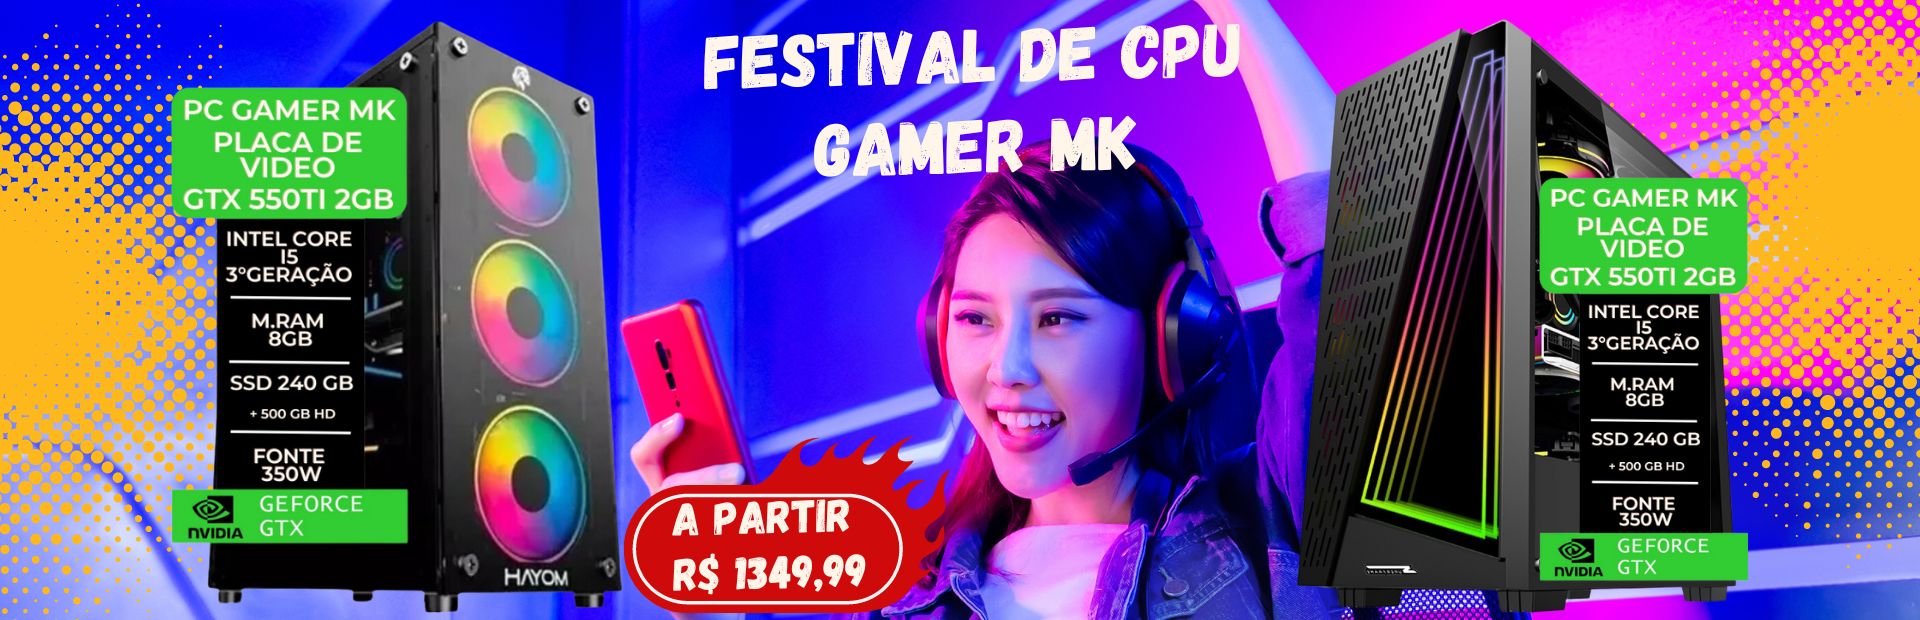 FESTIVAL DE CPU
GAMER MK
PC GAMER MK
PLACA DE
VIDEO
GTX 550TI 2GB
INTEL CORE
I5
3°GERAÇÃO
M.RAM
8GB
SSD 240 GB
+ 500 GB HD
FONTE
350W
NVIDIA
GEFORCE
GTX
HAYOM
A PARTIR
R$ 1349,99
PC GAMER MK
PLACA DE
VIDEO
GTX 550TI 2GB
INTEL CORE
I5
3°GERAÇÃO
M.RAM
8GB
SSD 240 GB
+ 500 GB HD
FONTE
350W
NVIDIA
GEFORCE
GTX